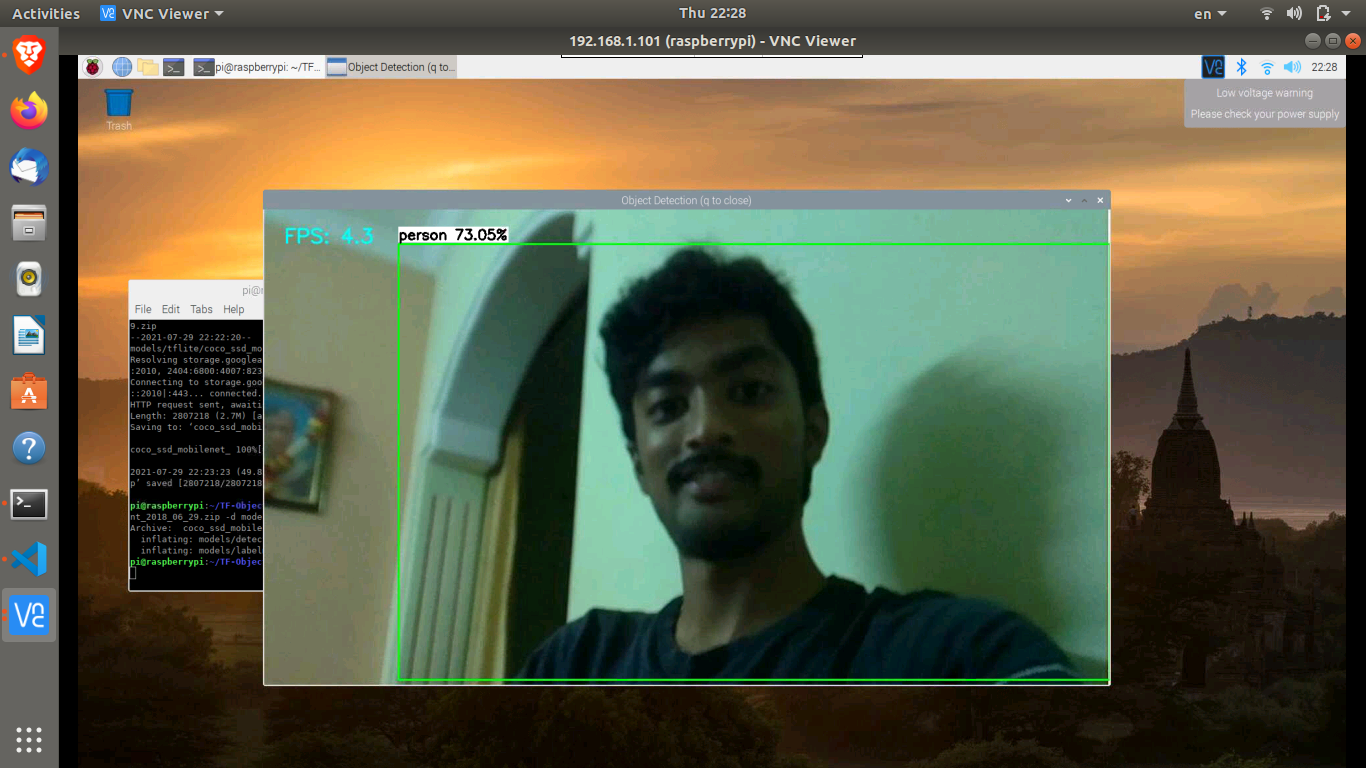 Activities
VNC Viewer
Thu 22:28
en
192.168.1.101 (raspberrypi) - VNC Viewer
pi@raspberrypi: ~/TF...
Object Detection (q to...
22:28
Low voltage warning
Please check your power supply
Trash
Object Detection (q to close)
FPS: 4.3
person 73.05%
pi@r
File Edit Tabs Help
9.zip
--2021-07-29 22:22:20--
models/tflite/coco_ssd_mo
Resolving storage.googlea
:2010, 2404:6800:4007:823
Connecting to storage.goo
::2010|:443... connected.
HTTP request sent, awaiti
Length: 2807218 (2.7M) [a
Saving to: ‘coco_ssd_mobi
coco_ssd_mobilenet_ 100%[
2021-07-29 22:23:23 (49.8
p’ saved [2807218/2807218
pi@raspberrypi:~/TF-Objec
nt_2018_06_29.zip -d mode
Archive:  coco_ssd_mobile
inflating: models/detec
inflating: models/label
pi@raspberrypi:~/TF-Objec